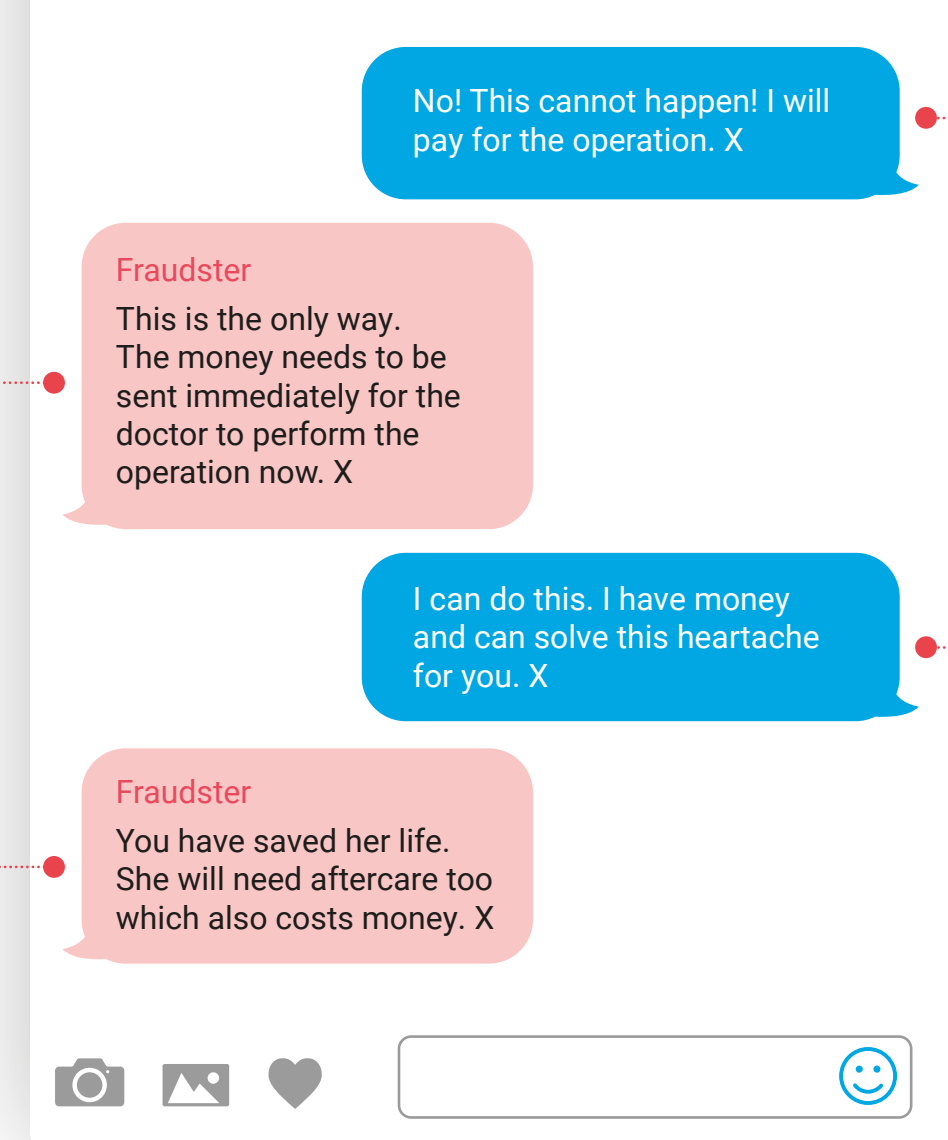 No! This cannot happen! I will
pay for the operation. X
Fraudster
This is the only way.
The money needs to be
sent immediately for the
doctor to perform the
operation now. X
I can do this. I have money
and can solve this heartache
for you. X
Fraudster
You have saved her life.
She will need aftercare too
which also costs money. X